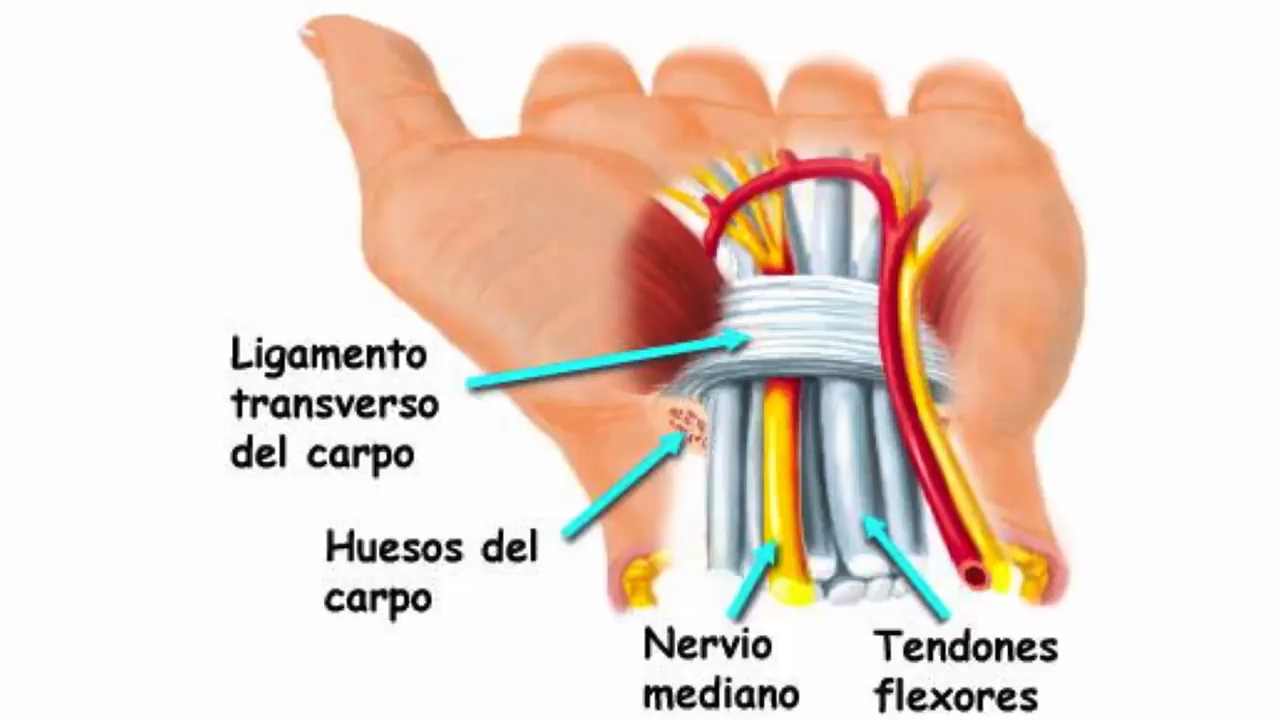 Ligamento
transverso
del carpo
Huesos del
carpo
Nervio
mediano
Tendones
flexores